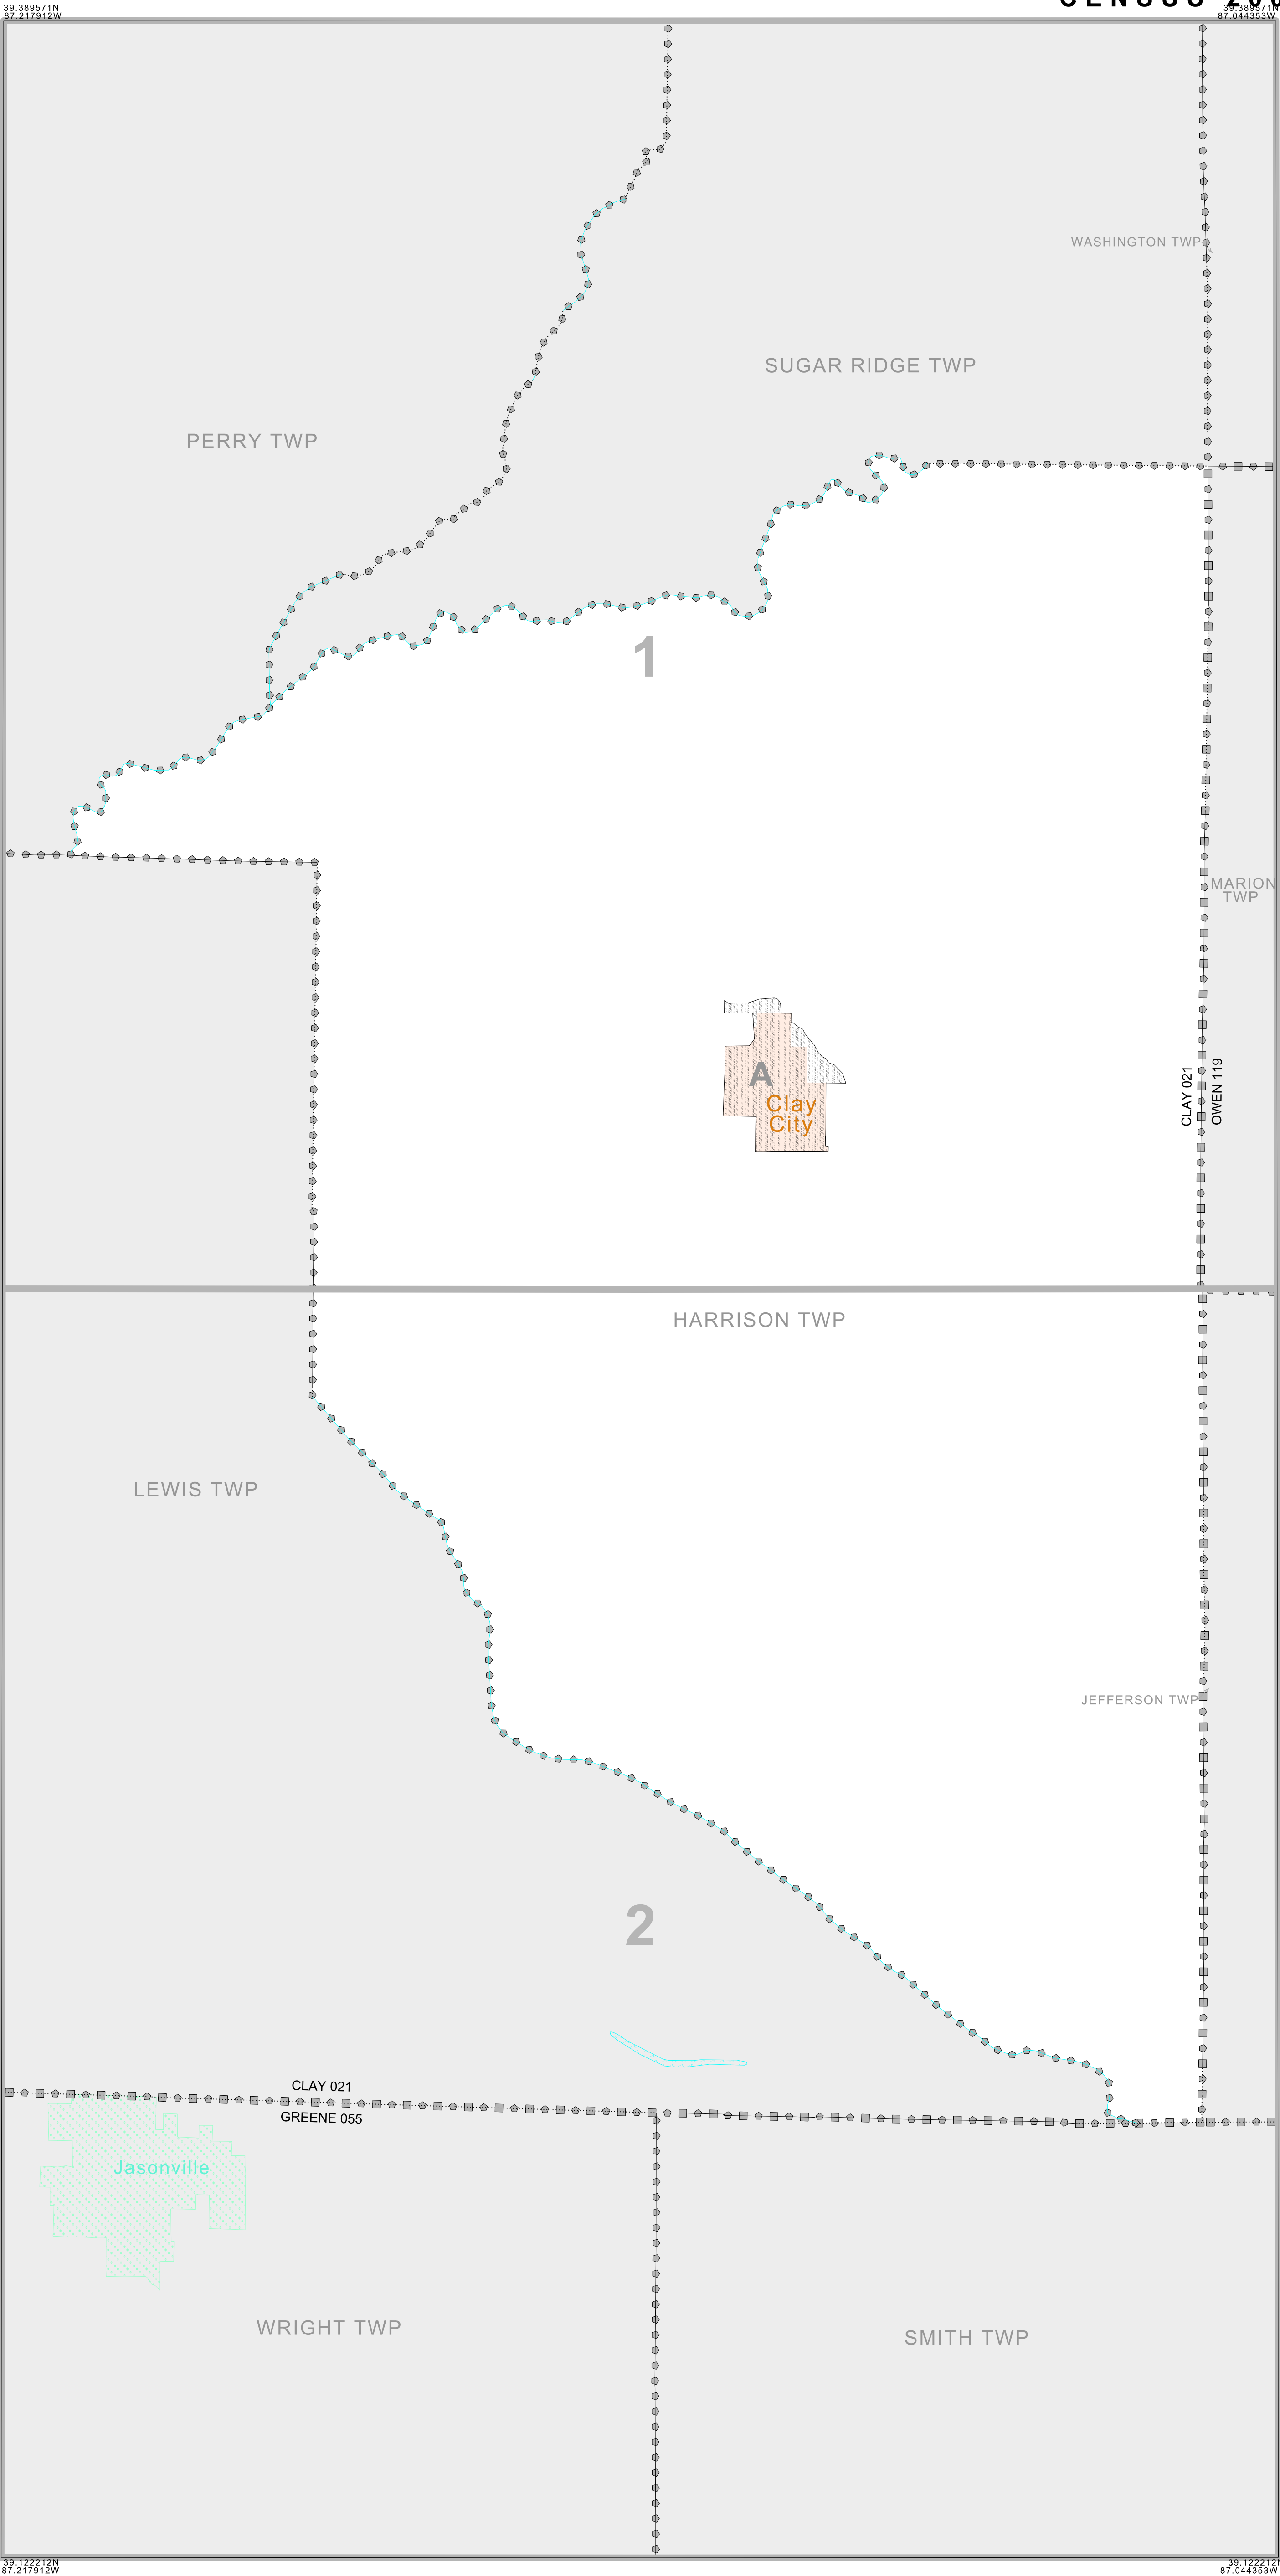 CENSUS 200
39.389571N
87.217912W
39.389571N
87.044353W
WASHINGTON TWP
SUGAR RIDGE TWP
PERRY TWP
1
MARION
TWP
A
Clay
City
CLAY 021
OWEN 119
HARRISON TWP
LEWIS TWP
JEFFERSON TWP
2
CLAY 021
GREENE 055
Jasonville
WRIGHT TWP
SMITH TWP
39.122212N
87.217912W
39.122212N
87.044353W